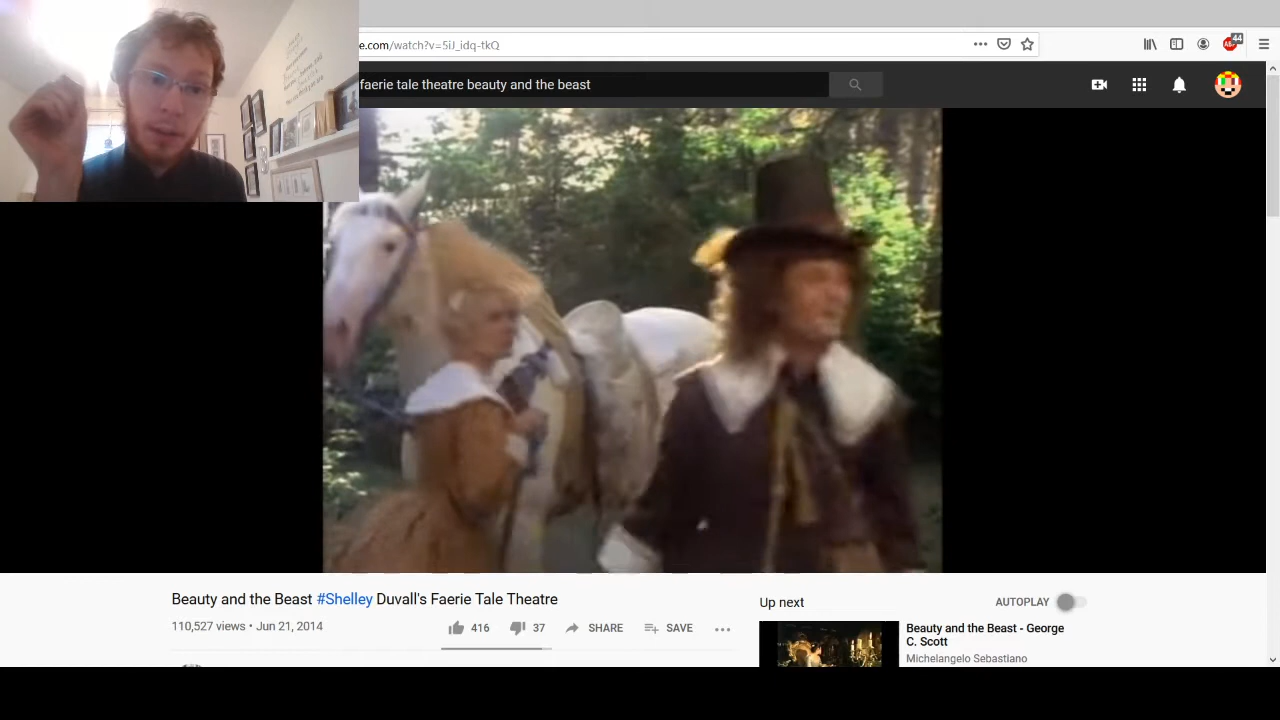 e.com/watch?v=5iJ_idq-tkQ
44
faerie tale theatre beauty and the beast
Beauty and the Beast #Shelley Duvall's Faerie Tale Theatre
110,527 views • Jun 21, 2014
416
37
SHARE
SAVE
Up next
AUTOPLAY
Beauty and the Beast - George
C. Scott
Michelangelo Sebastiano